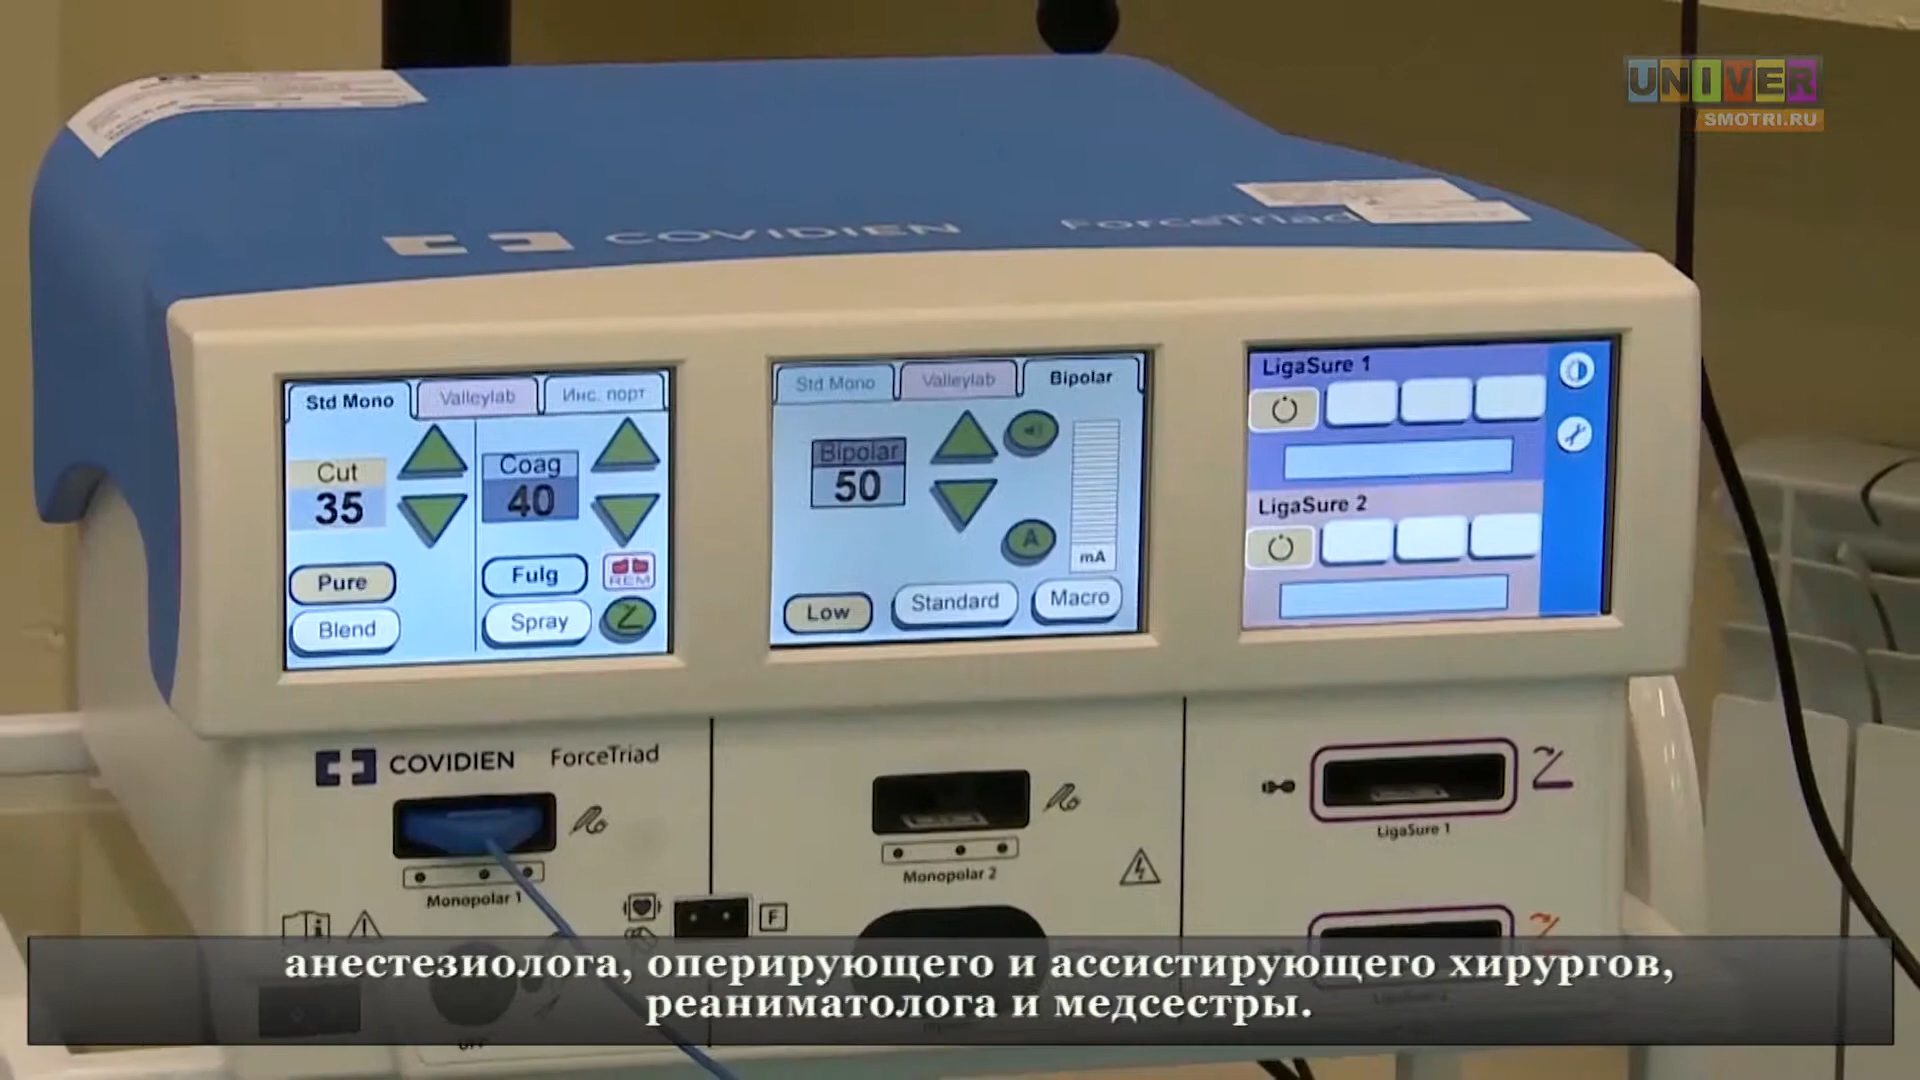 UNIVER
SMOTRI.RU
COVIDIEN
ForceTriad
Std Mono
Valleylab
Инс. порт
Cut
35
Coag
40
Pure
Blend
Fulg
Spray
REM
Std Mono
Valleylab
Bipolar
Bipolar
50
A
mA
Low
Standard
Macro
LigaSure 1
LigaSure 2
COVIDIEN
ForceTriad
Monopolar 1
Monopolar 2
F
LigaSure 1
анестезиолога, оперирующего и ассистирующего хирургов,
реаниматолога и медсестры.